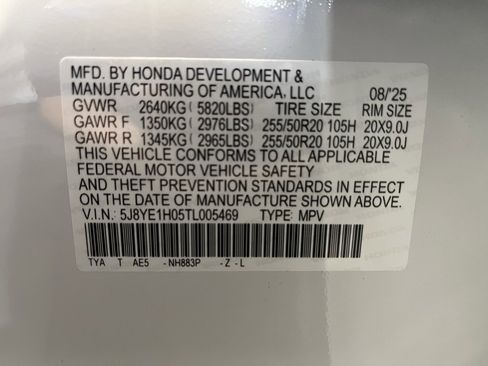 MFD. BY HONDA DEVELOPMENT &
MANUFACTURING OF AMERICA, LLC 08/'25
GVWR 2640KG( 5820LBS) TIRE SIZE RIM SIZE
GAWR F 1350KG( 2976LBS) 255/50R20 105H 20X9.0J
GAWR R 1345KG( 2965LBS) 255/50R20 105H 20X9.0J
THIS VEHICLE CONFORMS TO ALL APPLICABLE
FEDERAL MOTOR VEHICLE SAFETY
AND THEFT PREVENTION STANDARDS IN EFFECT
ON THE DATE OF MANUFACTURE SHOWN ABOVE.
V.I.N.: 5J8YE1H05TL005469 TYPE: MPV
TYA T AE5 -NH883P -Z-L